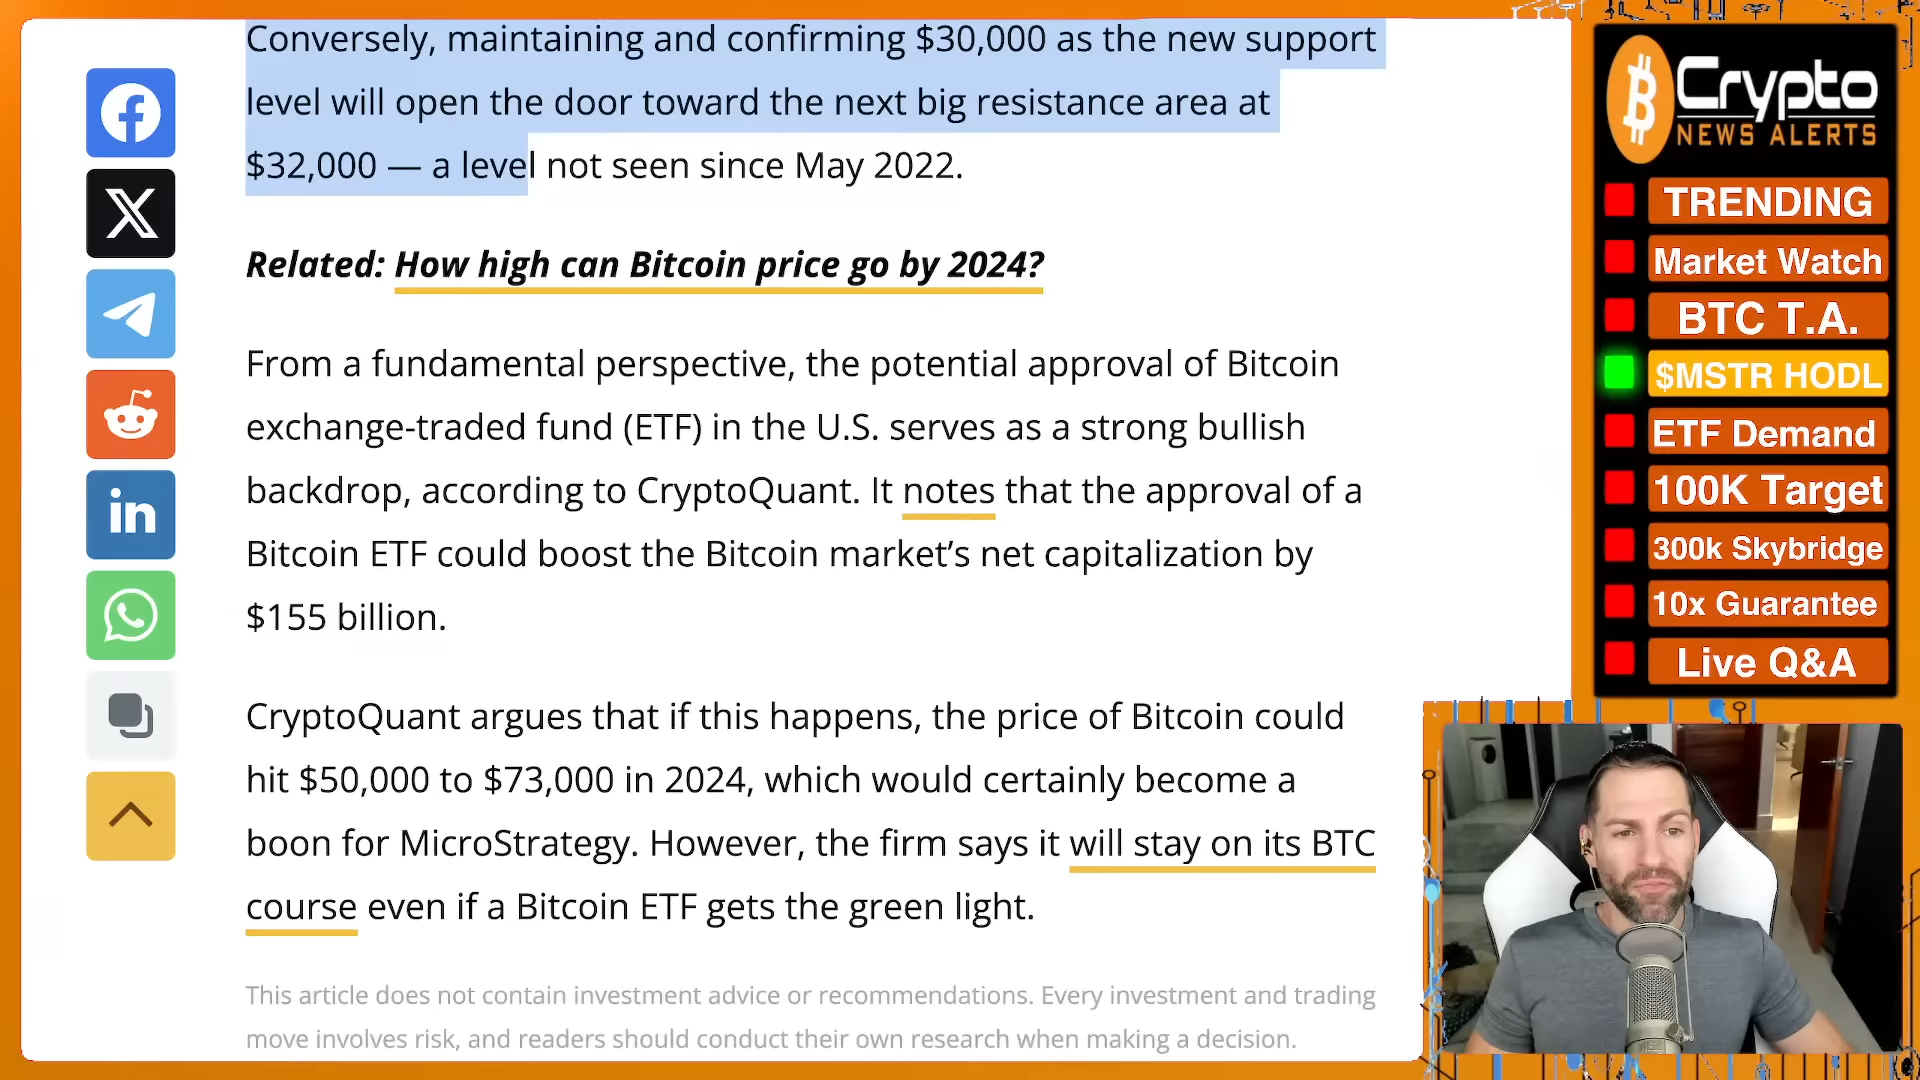 Conversely, maintaining and confirming $30,000 as the new support
level will open the door toward the next big resistance area at
$32,000 — a level not seen since May 2022.
Related: How high can Bitcoin price go by 2024?
From a fundamental perspective, the potential approval of Bitcoin
exchange-traded fund (ETF) in the U.S. serves as a strong bullish
backdrop, according to CryptoQuant. It notes that the approval of a
Bitcoin ETF could boost the Bitcoin market’s net capitalization by
$155 billion.
CryptoQuant argues that if this happens, the price of Bitcoin could
hit $50,000 to $73,000 in 2024, which would certainly become a
boon for MicroStrategy. However, the firm says it will stay on its BTC
course even if a Bitcoin ETF gets the green light.
This article does not contain investment advice or recommendations. Every investment and trading
move involves risk, and readers should conduct their own research when making a decision.
in
Crypto
NEWS ALERTS
TRENDING
Market Watch
BTC T.A.
$MSTR HODL
ETF Demand
100K Target
300k Skybridge
10x Guarantee
Live Q&A